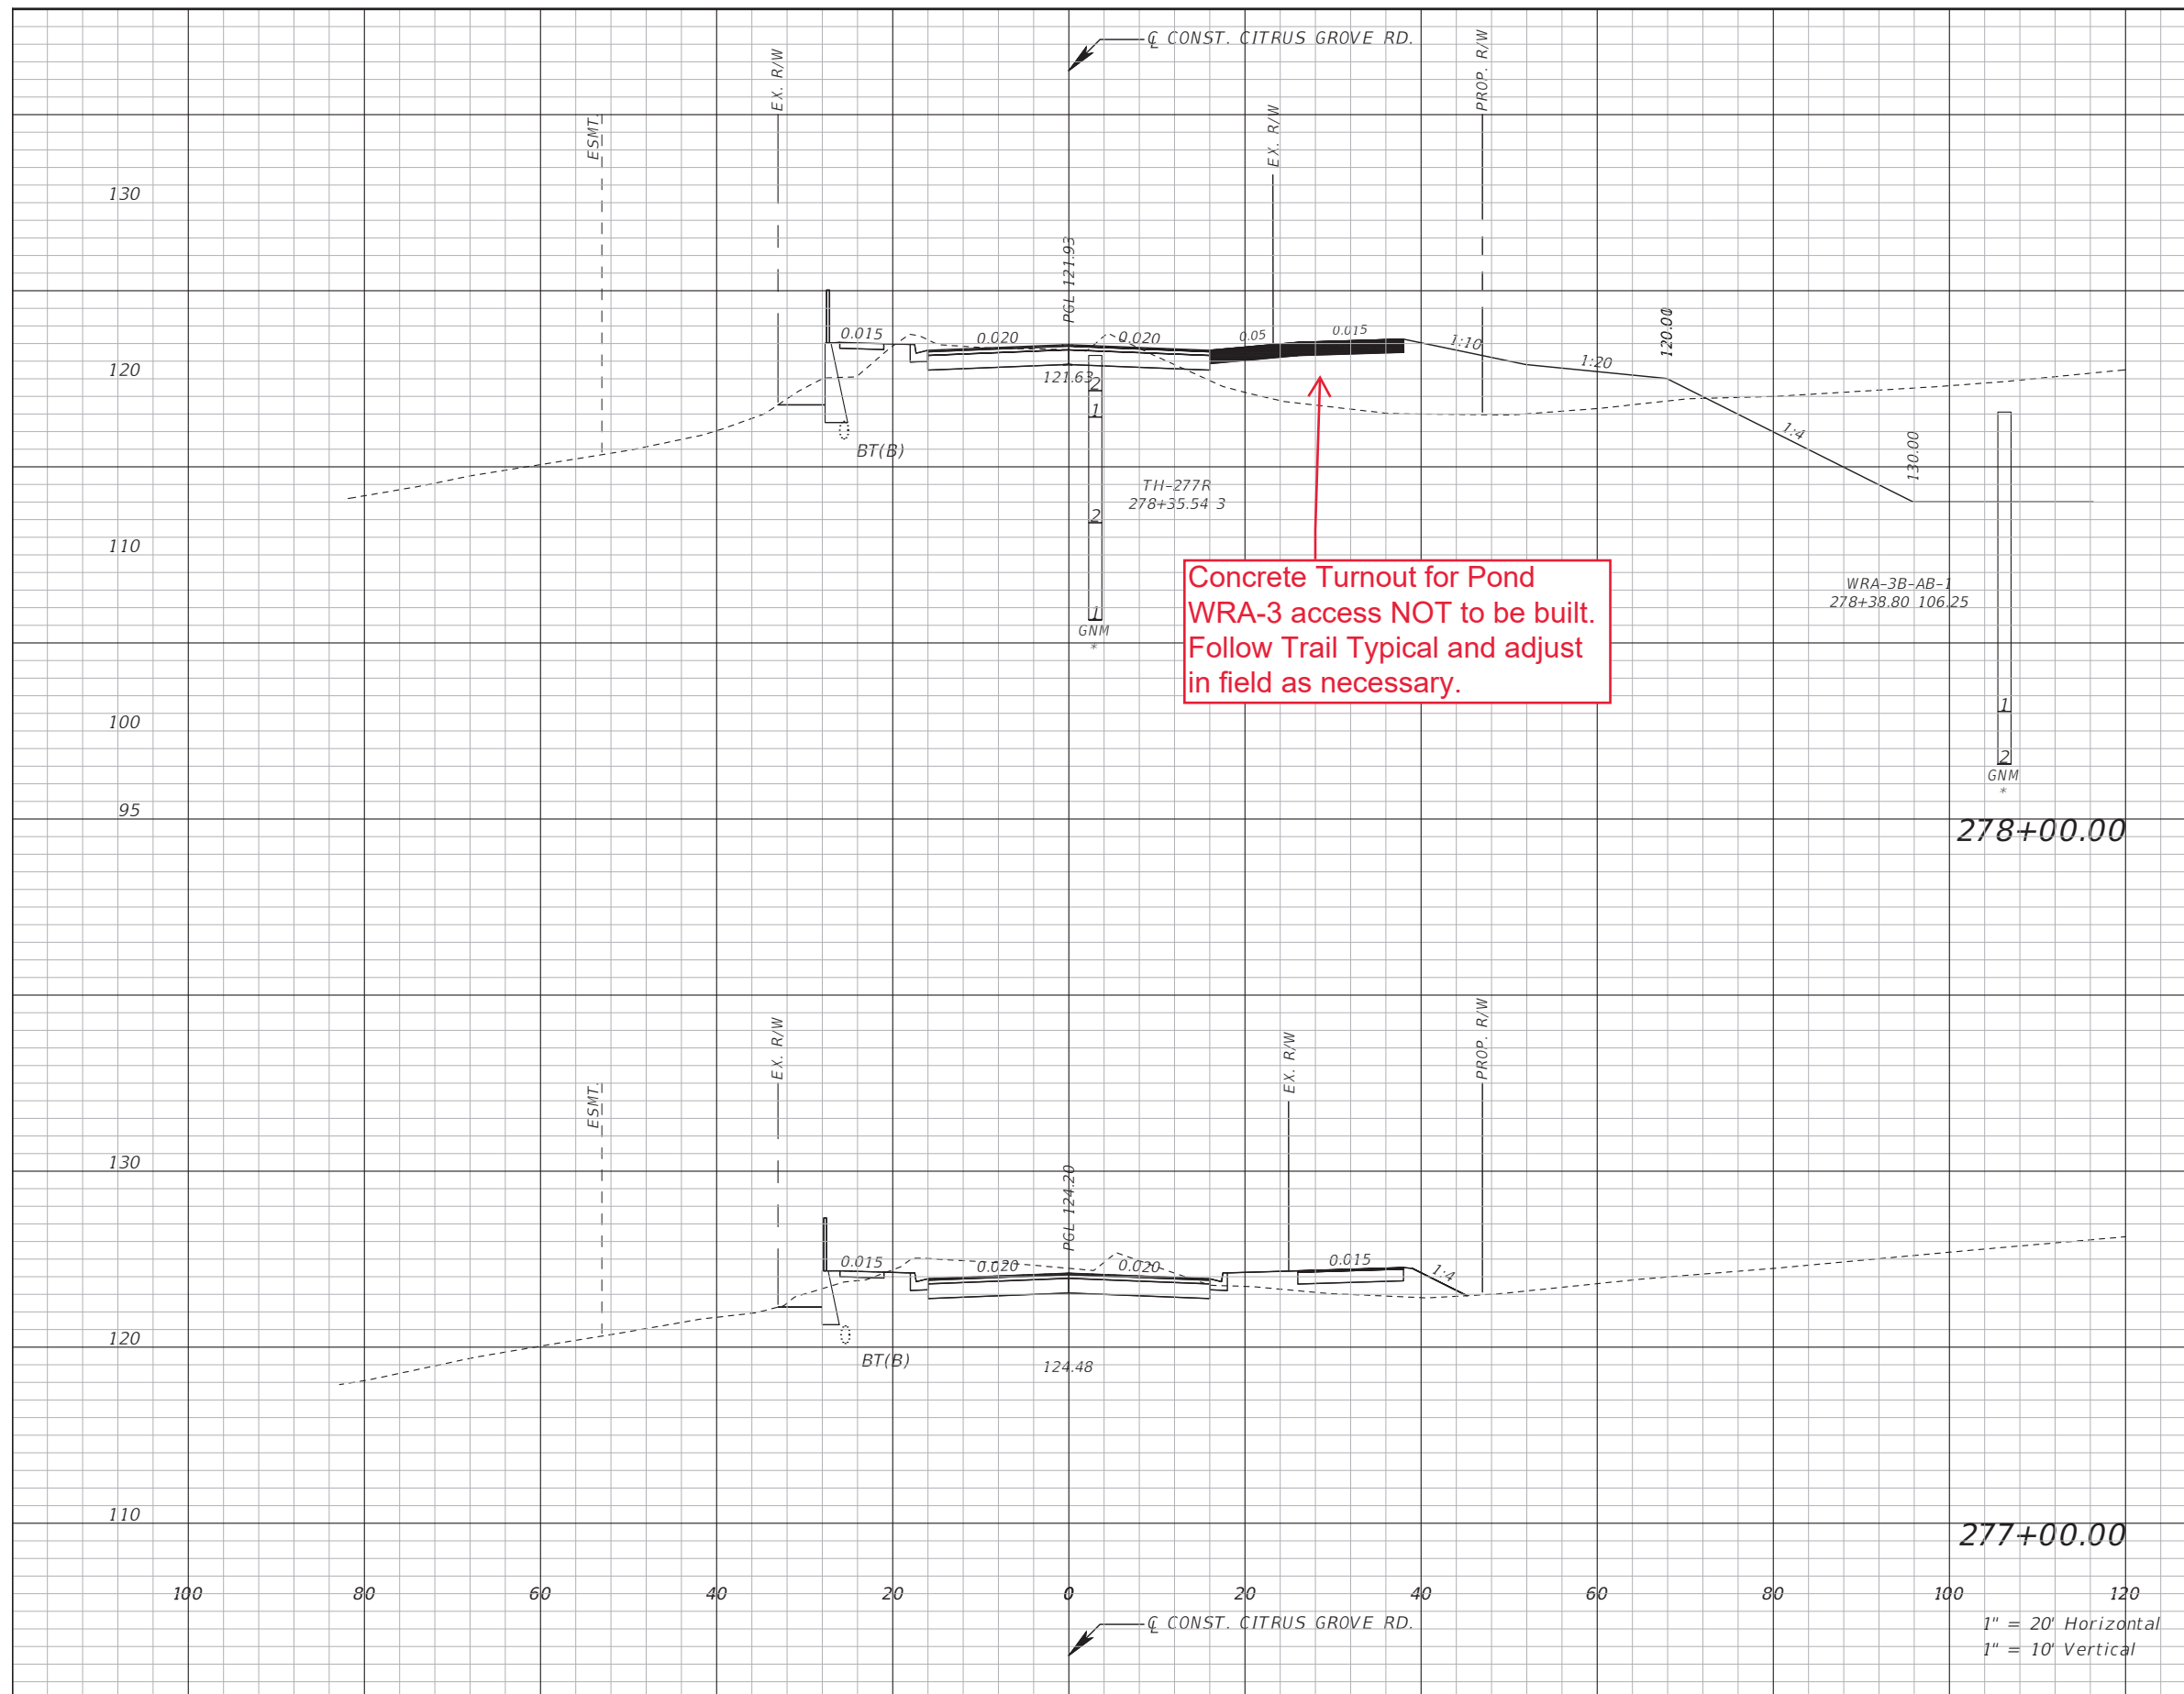 ℄ CONST. CITRUS GROVE RD.
EX. R/W
PROP. R/W
ESMT.
EX. R/W
130
PGL 121.93
0.015
0.020
0.020
0.05
0.015
1:10
1:20
120.00
120
121.63
2
1
BT(B)
1:4
130.00
TH-277R
278+35.54 3
2
110
Concrete Turnout for Pond
WRA-3 access NOT to be built.
Follow Trail Typical and adjust
in field as necessary.
WRA-3B-AB-1
278+38.80 106.25
1
GNM
*
100
1
2
GNM
*
95
278+00.00
EX. R/W
PROP. R/W
ESMT.
EX. R/W
130
PGL 124.20
0.015
0.020
0.020
0.015
1:4
120
BT(B)
124.48
110
277+00.00
100 80 60 40 20 0 20 40 60 80 100 120
℄ CONST. CITRUS GROVE RD.
1" = 20' Horizontal
1" = 10' Vertical